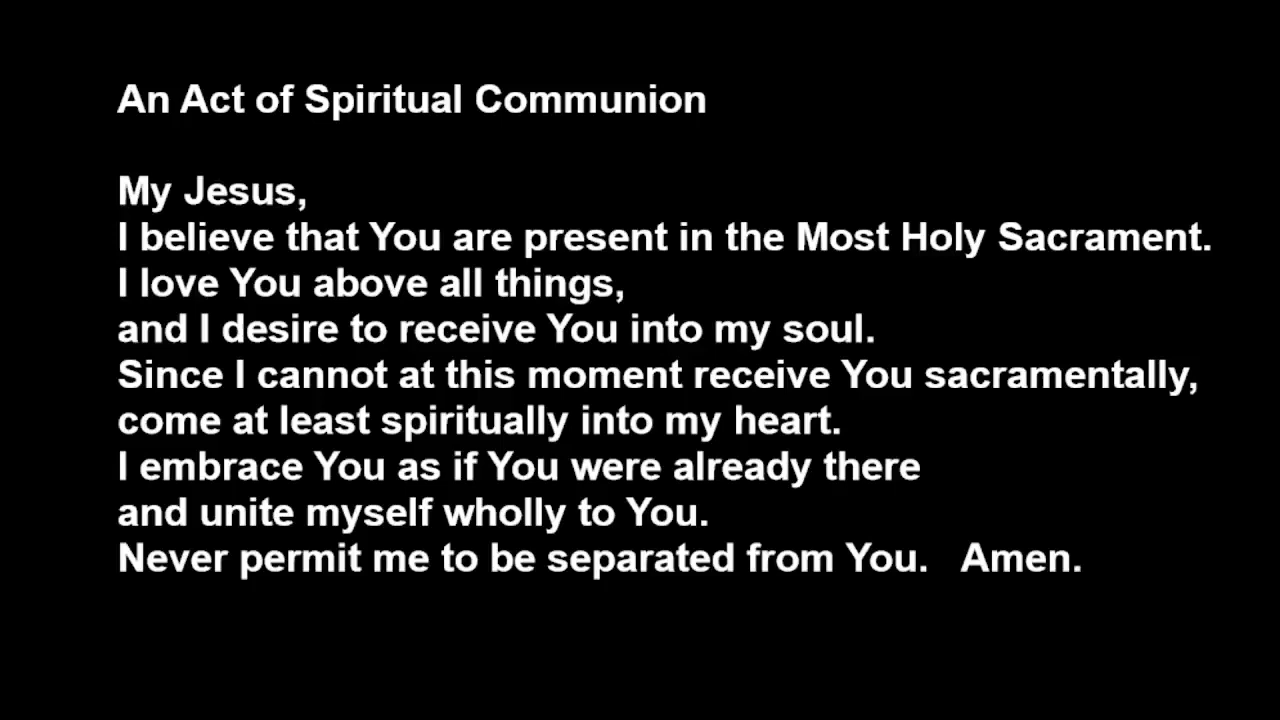 An Act of Spiritual Communion
My Jesus,
I believe that You are present in the Most Holy Sacrament.
I love You above all things,
and I desire to receive You into my soul.
Since I cannot at this moment receive You sacramentally,
come at least spiritually into my heart.
I embrace You as if You were already there
and unite myself wholly to You.
Never permit me to be separated from You.   Amen.